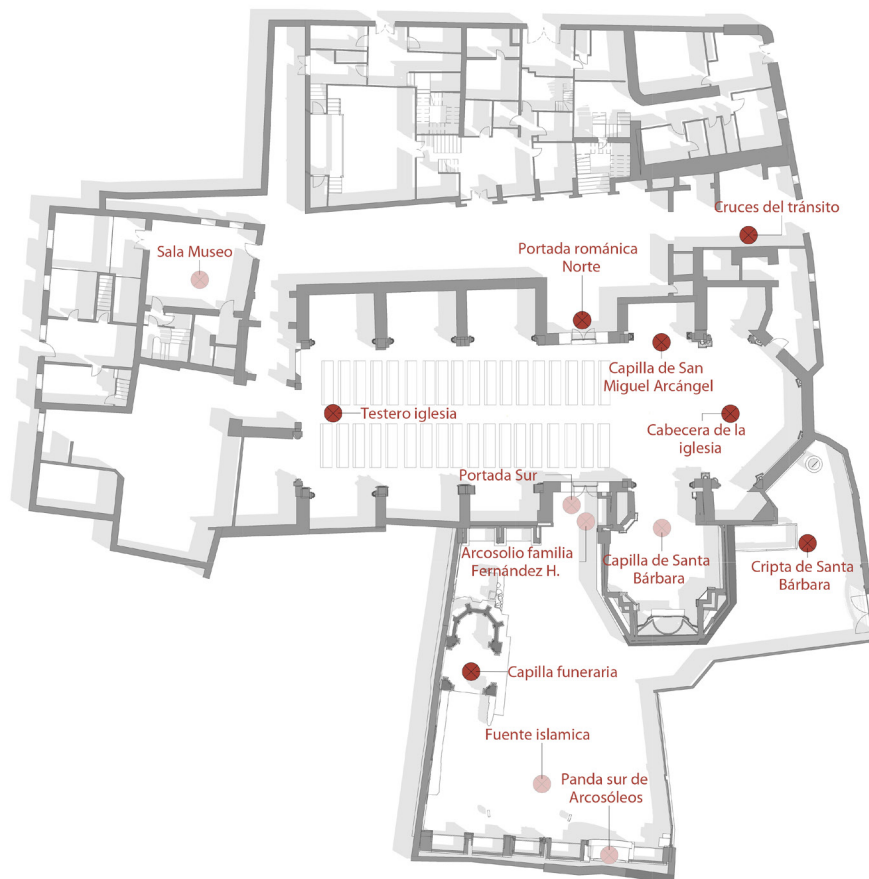 Cruces del tránsito
Sala Museo
Portada románica
Norte
Capilla de San
Miguel Arcángel
Testero iglesia
Cabecera de la
iglesia
Portada Sur
Arcosolio familia
Fernández H.
Capilla de Santa
Bárbara
Cripta de Santa
Bárbara
Capilla funeraria
Fuente islamica
Panda sur de
Arcosóleos